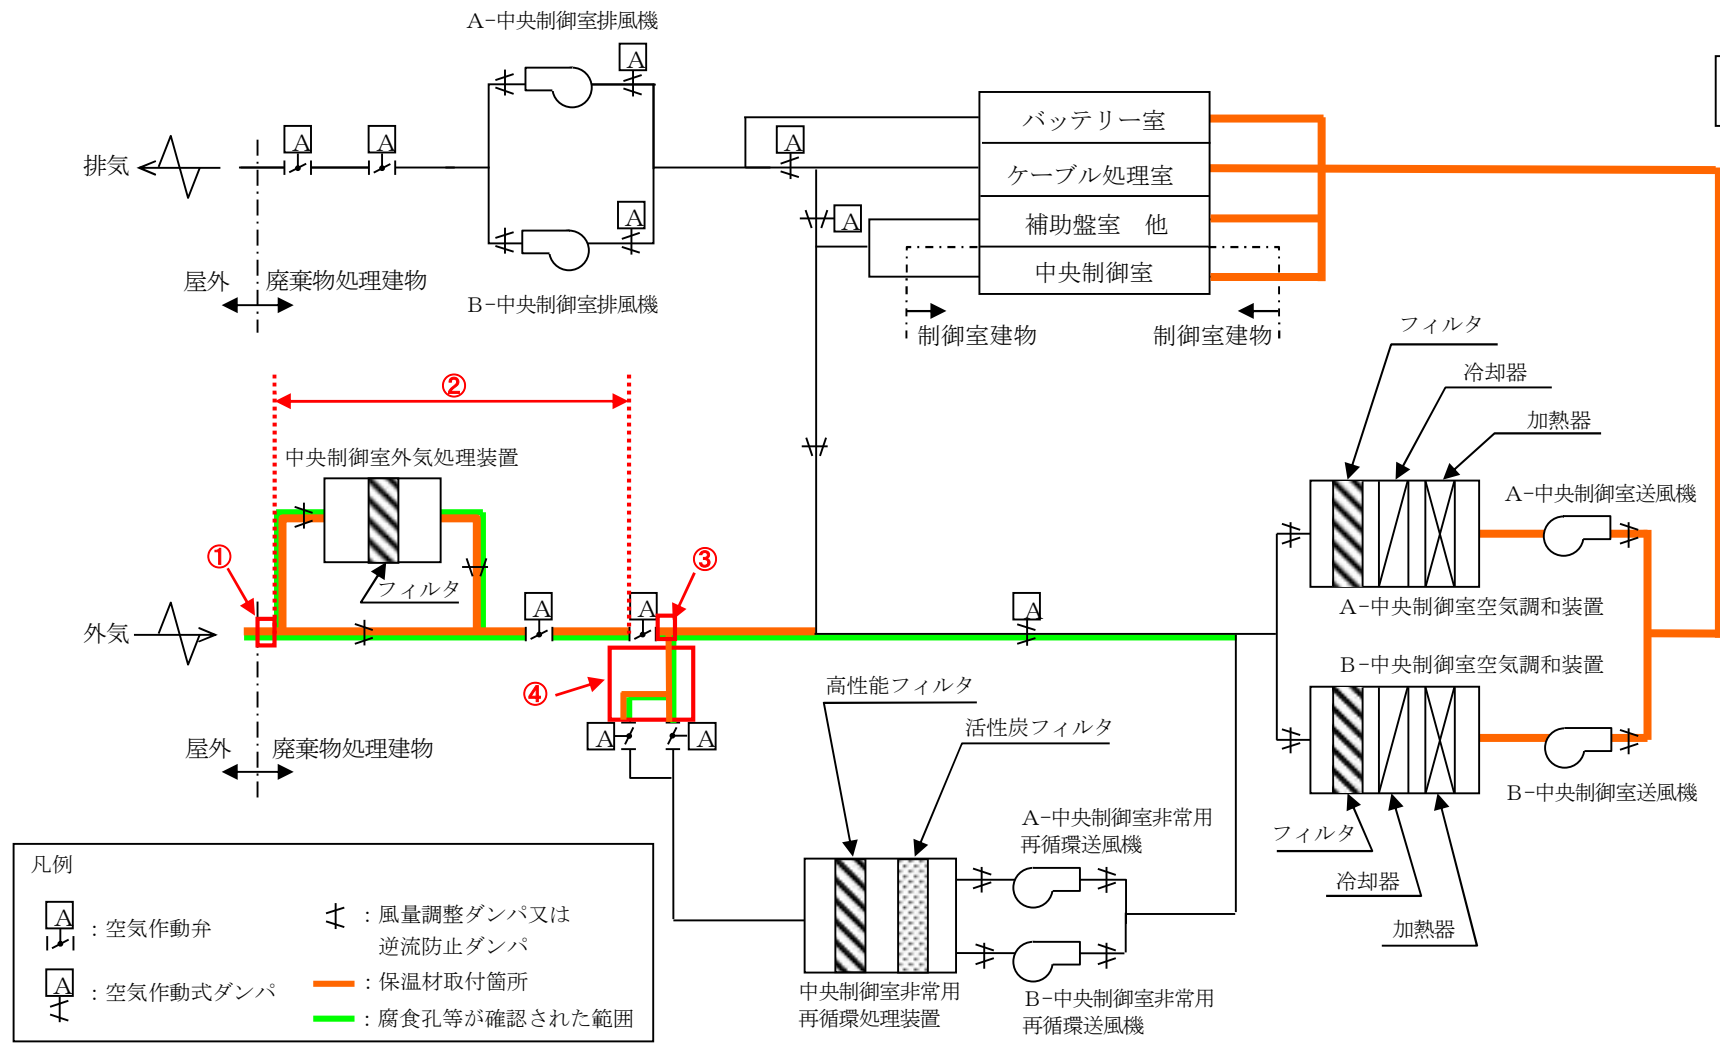 A-中央制御室排風機
A
A
A
A
バッテリー室
排気
ケーブル処理室
A
A
補助盤室　他
屋外
廃棄物処理建物
中央制御室
B-中央制御室排風機
制御室建物
制御室建物
フィルタ
冷却器
②
加熱器
中央制御室外気処理装置
A-中央制御室送風機
①
③
フィルタ
A
A
A
A-中央制御室空気調和装置
外気
B-中央制御室空気調和装置
④
高性能フィルタ
活性炭フィルタ
A
A
屋外
廃棄物処理建物
B-中央制御室送風機
A-中央制御室非常用
再循環送風機
フィルタ
冷却器
加熱器
中央制御室非常用
再循環処理装置
B-中央制御室非常用
再循環送風機
凡例
A
：空気作動弁
：風量調整ダンパ又は
逆流防止ダンパ
A
：空気作動式ダンパ
：保温材取付箇所
：腐食孔等が確認された範囲